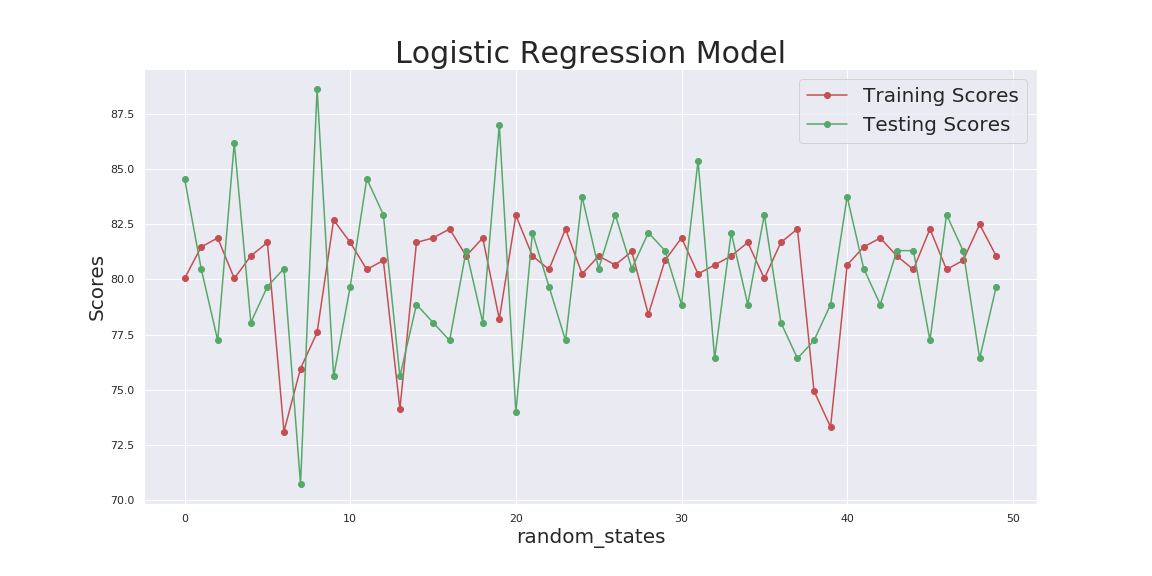 Logistic Regression Model
Training Scores
Testing Scores
87.5
85.0
82.5
80.0
77.5
75.0
72.5
70.0
Scores
0 10 20 30 40 50
random_states